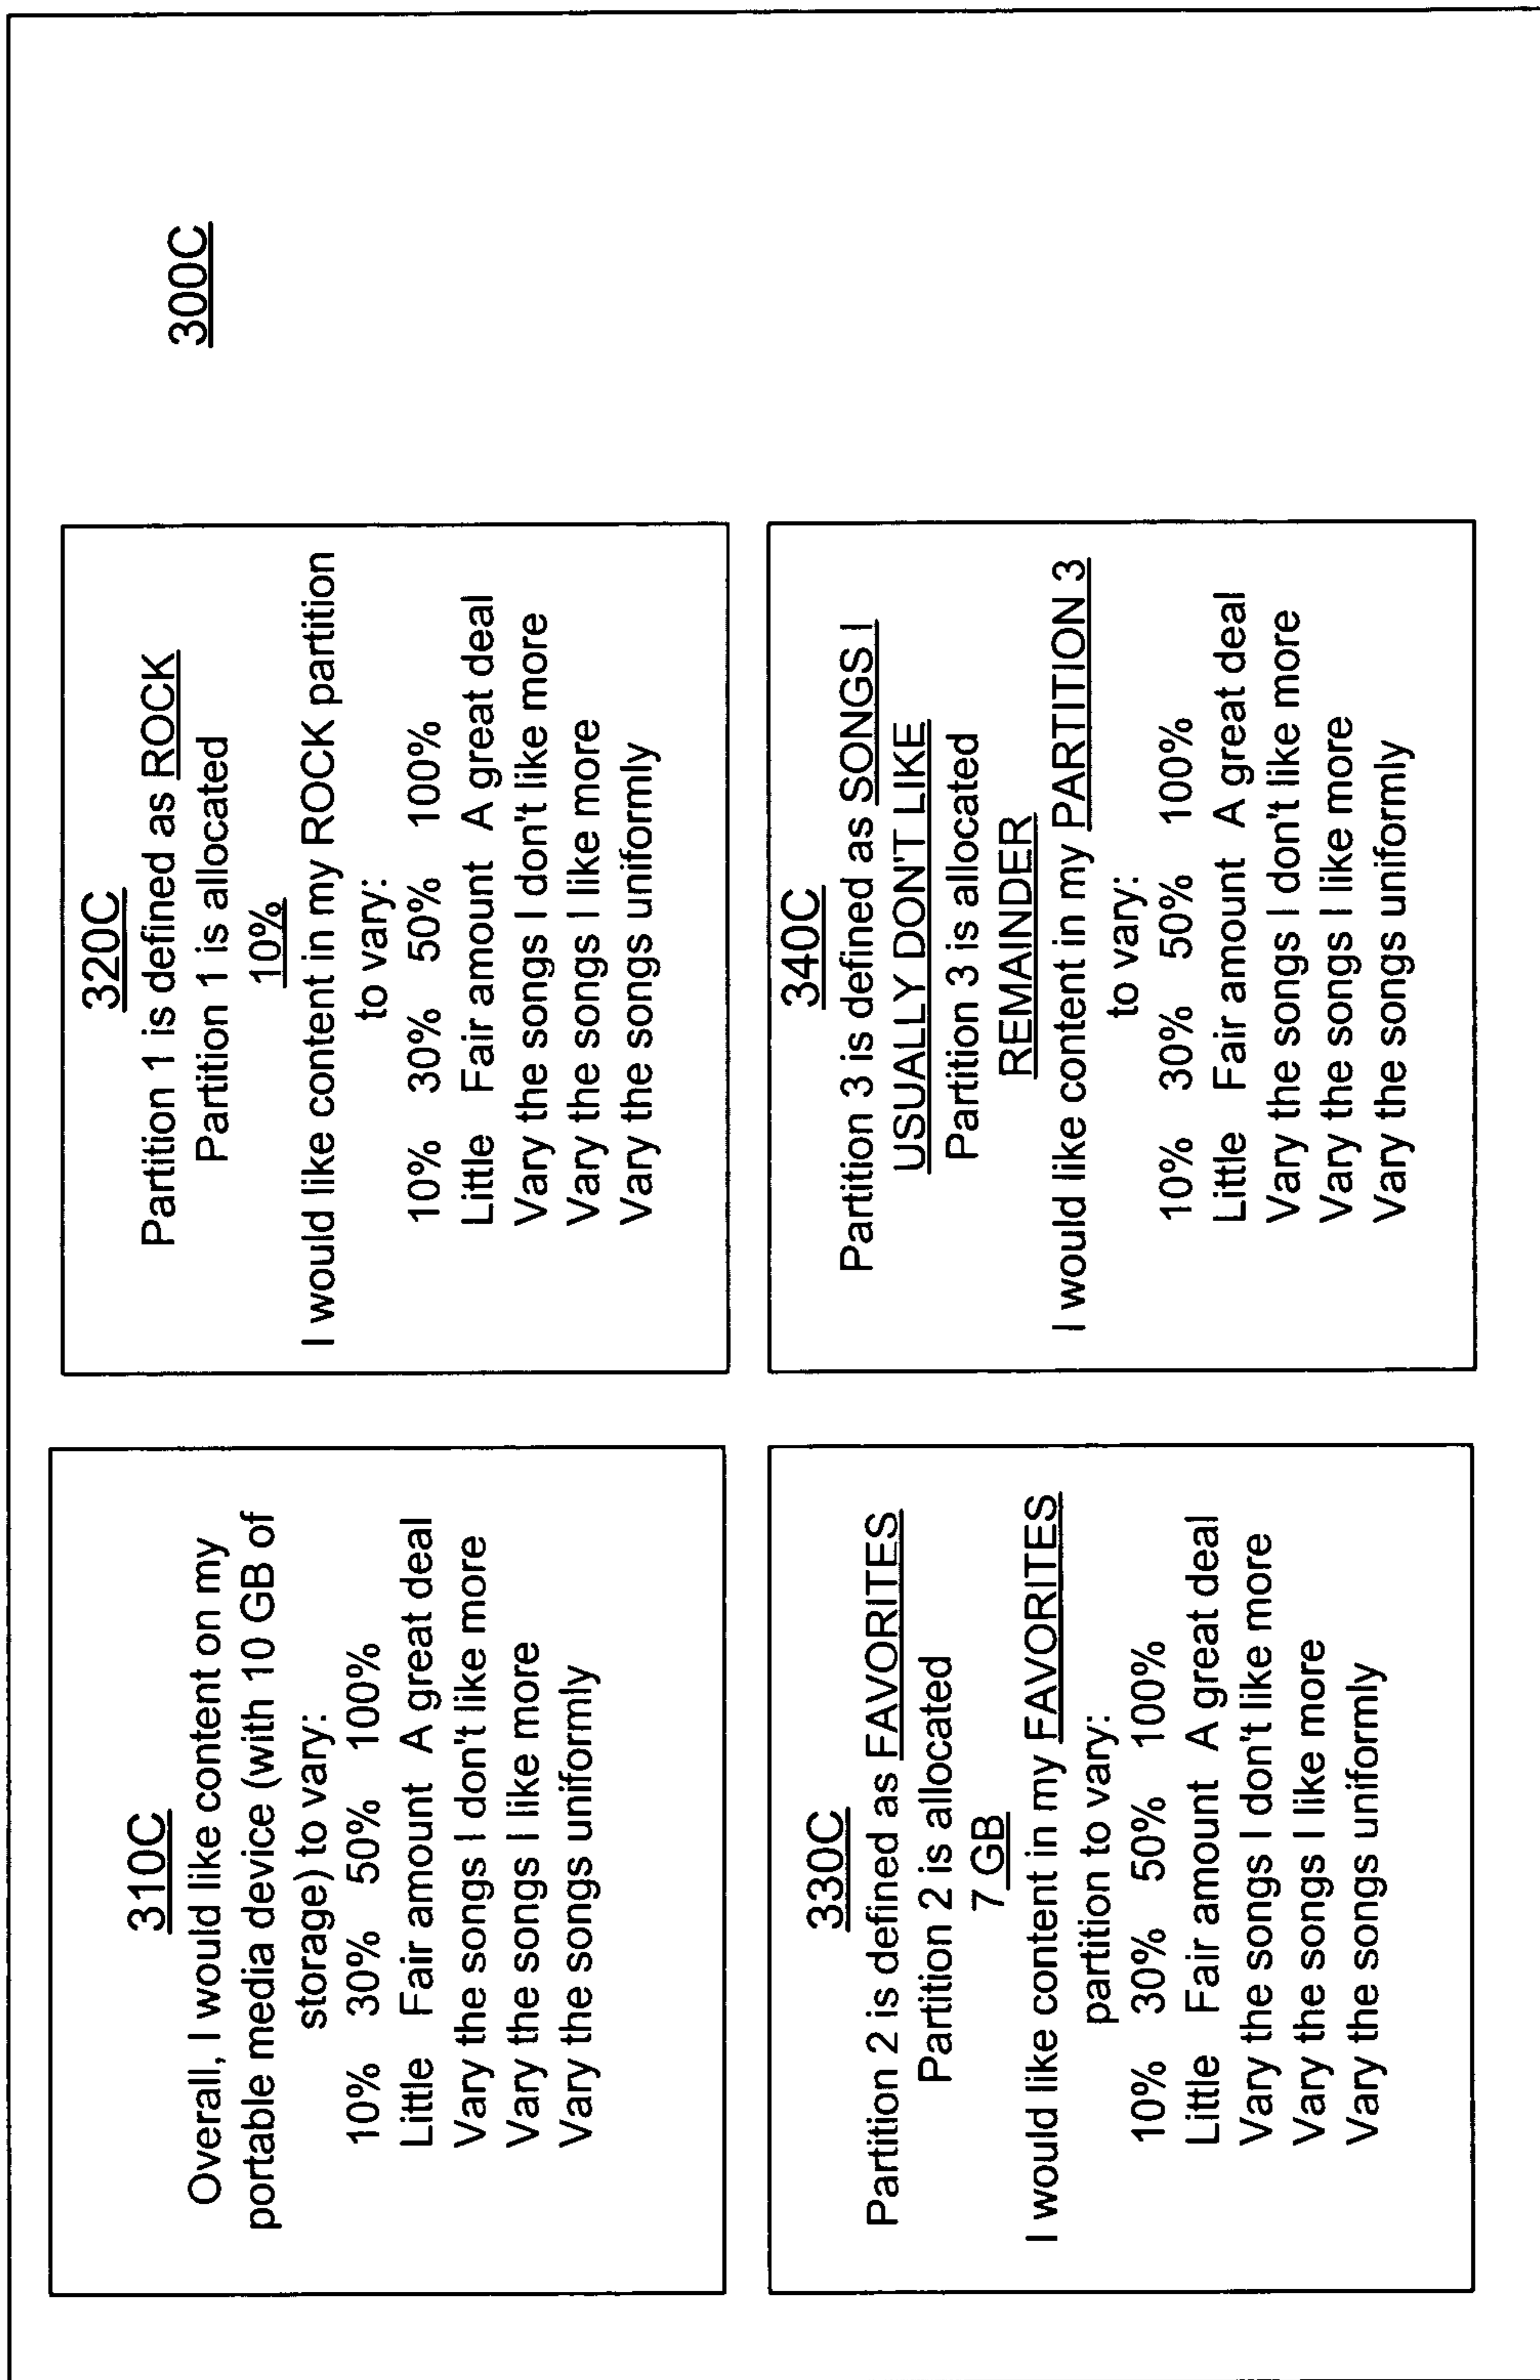 310C
Overall, I would like content on my
portable media device (with 10 GB of
storage) to vary:
10% 30% 50% 100%
Little Fair amount A great deal
Vary the songs I don't like more
Vary the songs I like more
Vary the songs uniformly
320C
Partition 1 is defined as ROCK
Partition 1 is allocated
10%
I would like content in my ROCK partition
to vary:
10% 30% 50% 100%
Little Fair amount A great deal
Vary the songs I don't like more
Vary the songs I like more
Vary the songs uniformly
300C
330C
Partition 2 is defined as FAVORITES
Partition 2 is allocated
7 GB
I would like content in my FAVORITES
partition to vary:
10% 30% 50% 100%
Little Fair amount A great deal
Vary the songs I don't like more
Vary the songs I like more
Vary the songs uniformly
340C
Partition 3 is defined as SONGS I
USUALLY DON'T LIKE
Partition 3 is allocated
REMAINDER
I would like content in my PARTITION 3
to vary:
10% 30% 50% 100%
Little Fair amount A great deal
Vary the songs I don't like more
Vary the songs I like more
Vary the songs uniformly